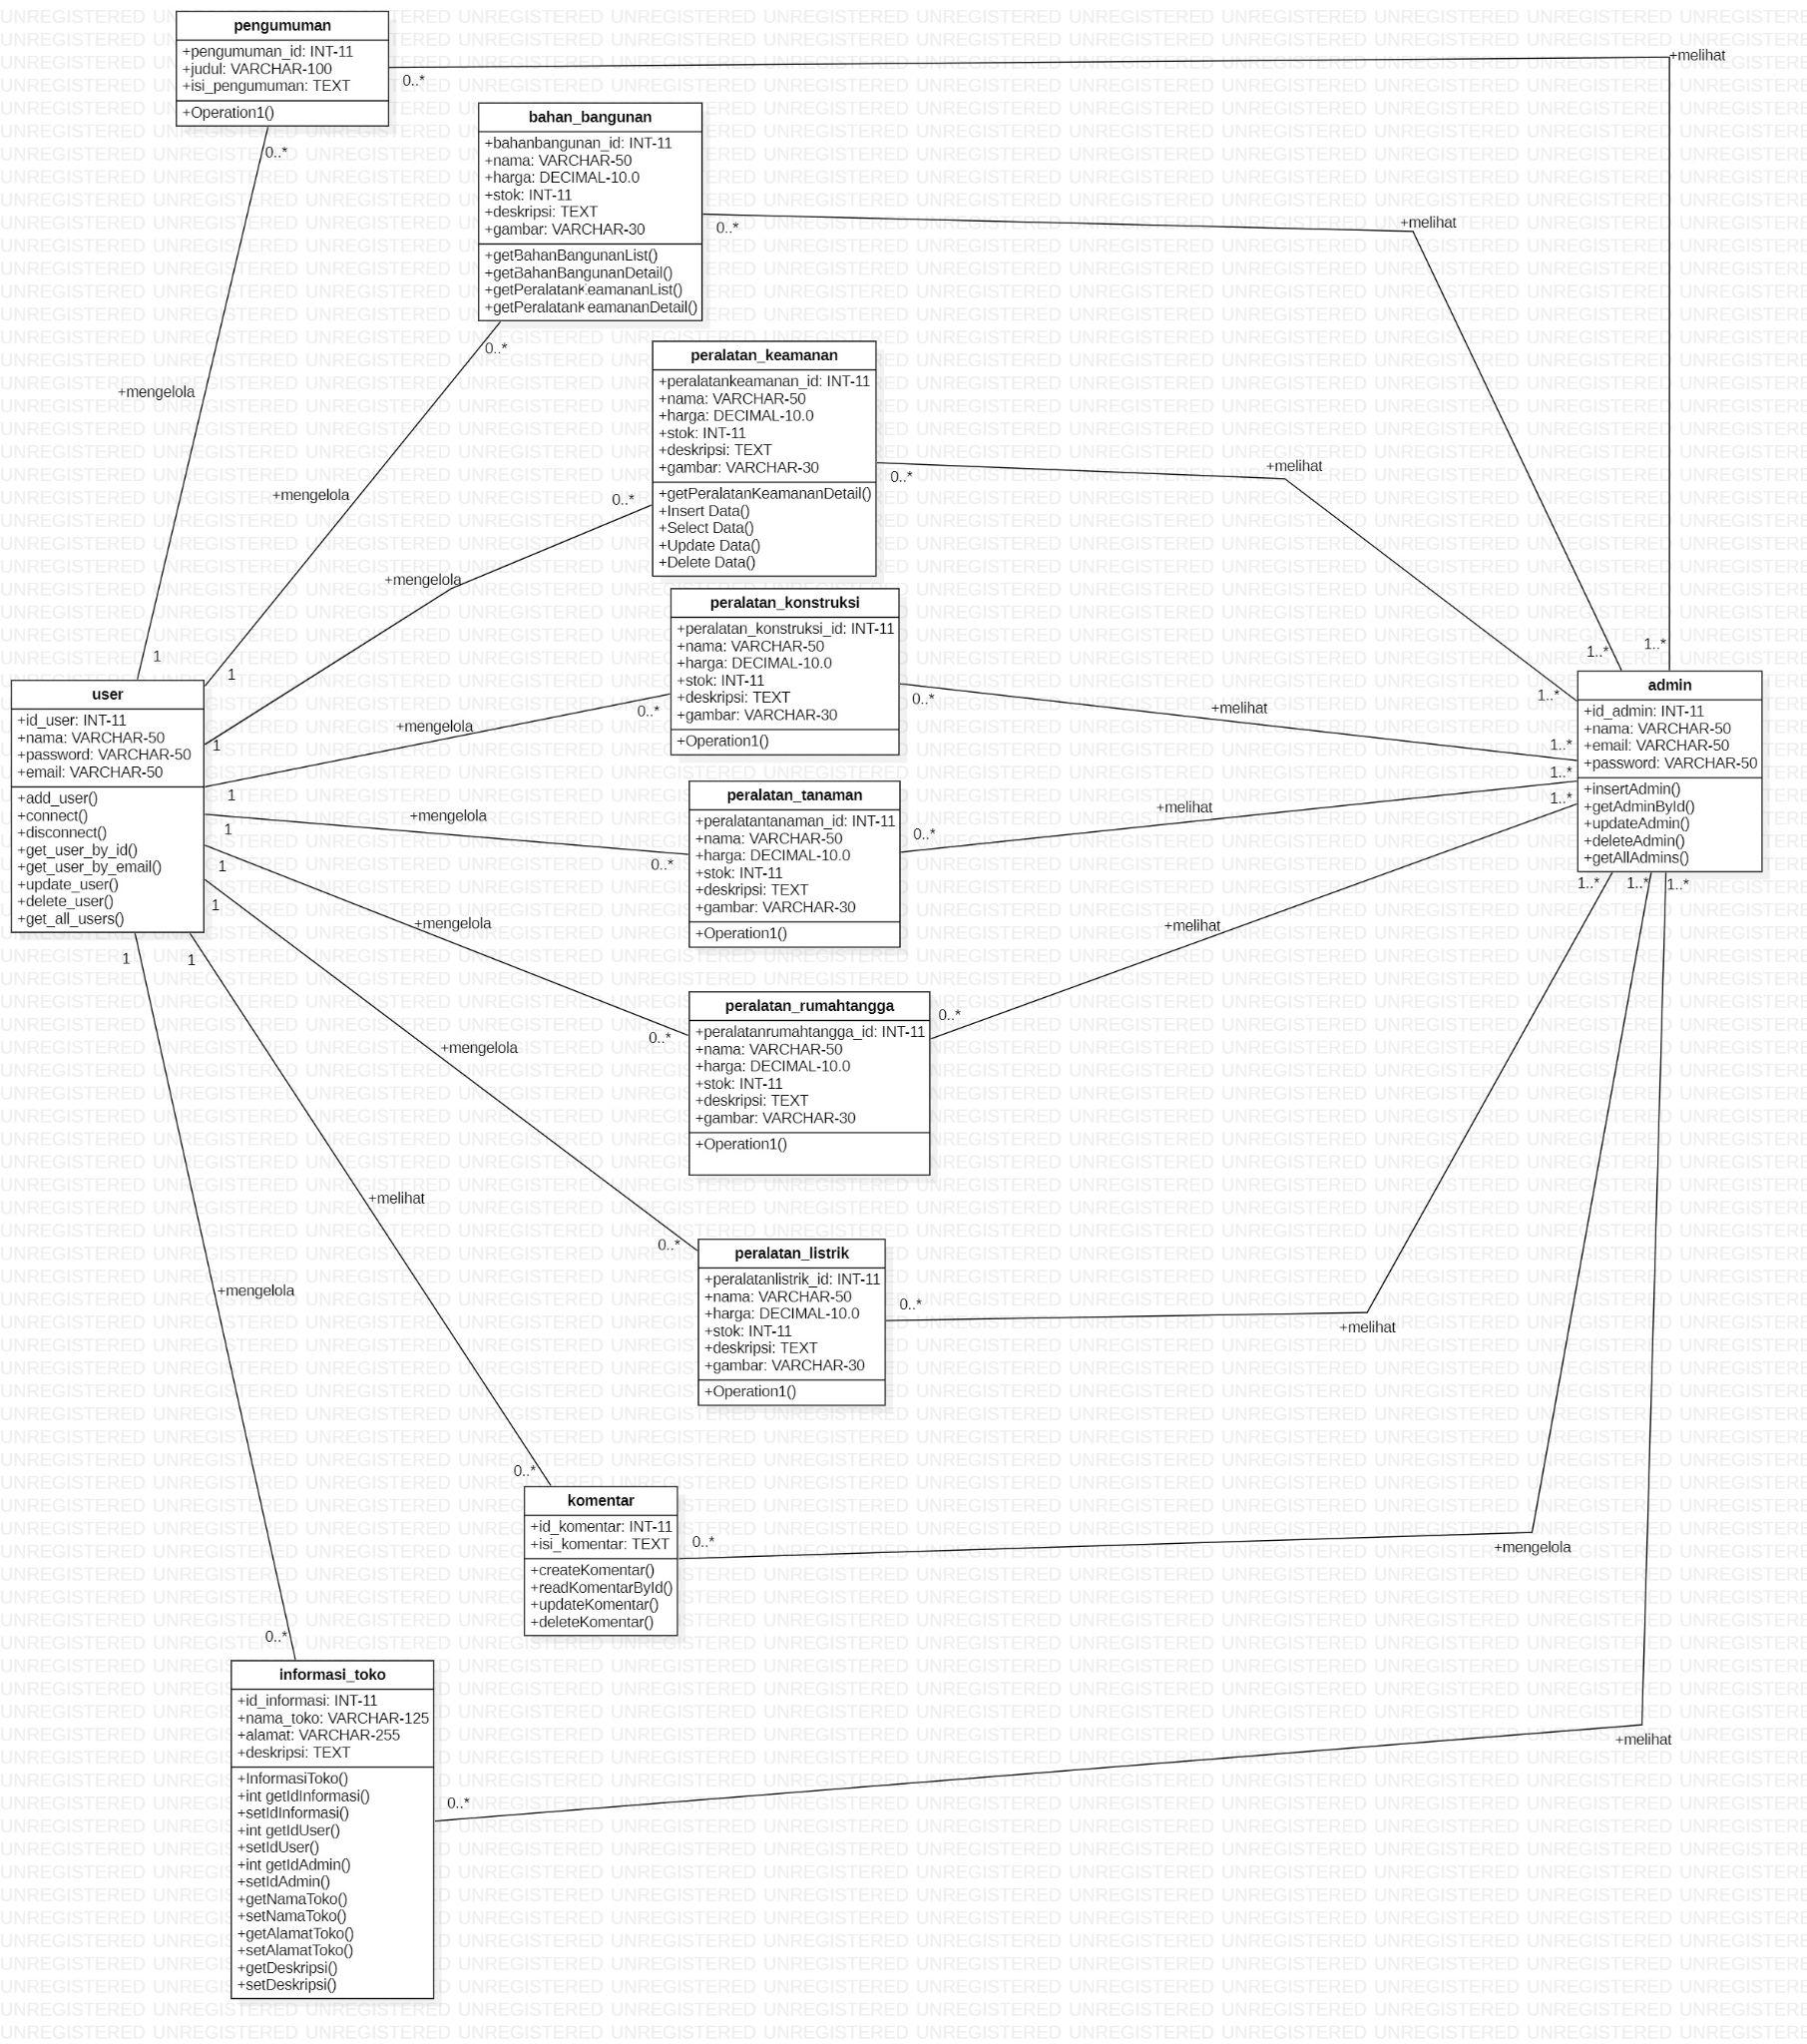 pengumuman
+pengumuman_id: INT-11
+judul: VARCHAR-100
+isi_pengumuman: TEXT
+Operation1()
0..*
+melihat
0..*
bahan_bangunan
+bahanbangunan_id: INT-11
+nama: VARCHAR-50
+harga: DECIMAL-10.0
+stok: INT-11
+deskripsi: TEXT
+gambar: VARCHAR-30
+getBahanBangunanList()
+getBahanBangunanDetail()
+getPeralatanKeamananList()
+getPeralatanKeamananDetail()
0..*
+melihat
0..*
peralatan_keamanan
+peralatankeamanan_id: INT-11
+nama: VARCHAR-50
+harga: DECIMAL-10.0
+stok: INT-11
+deskripsi: TEXT
+gambar: VARCHAR-30
+getPeralatanKeamananDetail()
+Insert Data()
+Select Data()
+Update Data()
+Delete Data()
+mengelola
+mengelola
0..*
+mengelola
0..*
+melihat
peralatan_konstruksi
+peralatan_konstruksi_id: INT-11
+nama: VARCHAR-50
+harga: DECIMAL-10.0
+stok: INT-11
+deskripsi: TEXT
+gambar: VARCHAR-30
+Operation1()
+mengelola
0..*
0..*
+melihat
1
1
1
1
1
1
1
1..*
1..*
1..*
1..*
1..*
1..*
user
+id_user: INT-11
+nama: VARCHAR-50
+password: VARCHAR-50
+email: VARCHAR-50
+add_user()
+connect()
+disconnect()
+get_user_by_id()
+get_user_by_email()
+update_user()
+delete_user()
+get_all_users()
admin
+id_admin: INT-11
+nama: VARCHAR-50
+email: VARCHAR-50
+password: VARCHAR-50
+insertAdmin()
+getAdminById()
+updateAdmin()
+deleteAdmin()
+getAllAdmins()
peralatan_tanaman
+peralatantanaman_id: INT-11
+nama: VARCHAR-50
+harga: DECIMAL-10.0
+stok: INT-11
+deskripsi: TEXT
+gambar: VARCHAR-30
+Operation1()
+mengelola
0..*
0..*
+melihat
1..*
1..*
1..*
1
1
+mengelola
+melihat
peralatan_rumahtangga
+peralatanrumahtangga_id: INT-11
+nama: VARCHAR-50
+harga: DECIMAL-10.0
+stok: INT-11
+deskripsi: TEXT
+gambar: VARCHAR-30
+Operation1()
0..*
0..*
+mengelola
+melihat
+mengelola
0..*
peralatan_listrik
+peralatanlistrik_id: INT-11
+nama: VARCHAR-50
+harga: DECIMAL-10.0
+stok: INT-11
+deskripsi: TEXT
+gambar: VARCHAR-30
+Operation1()
0..*
+melihat
0..*
komentar
+id_komentar: INT-11
+isi_komentar: TEXT
+createKomentar()
+readKomentarById()
+updateKomentar()
+deleteKomentar()
0..*
+mengelola
0..*
informasi_toko
+id_informasi: INT-11
+nama_toko: VARCHAR-125
+alamat: VARCHAR-255
+deskripsi: TEXT
+InformasiToko()
+int getIdInformasi()
+setIdInformasi()
+int getIdUser()
+setIdUser()
+int getIdAdmin()
+setIdAdmin()
+getNamaToko()
+setNamaToko()
+getAlamatToko()
+setAlamatToko()
+getDeskripsi()
+setDeskripsi()
0..*
+melihat
UNREGISTERED